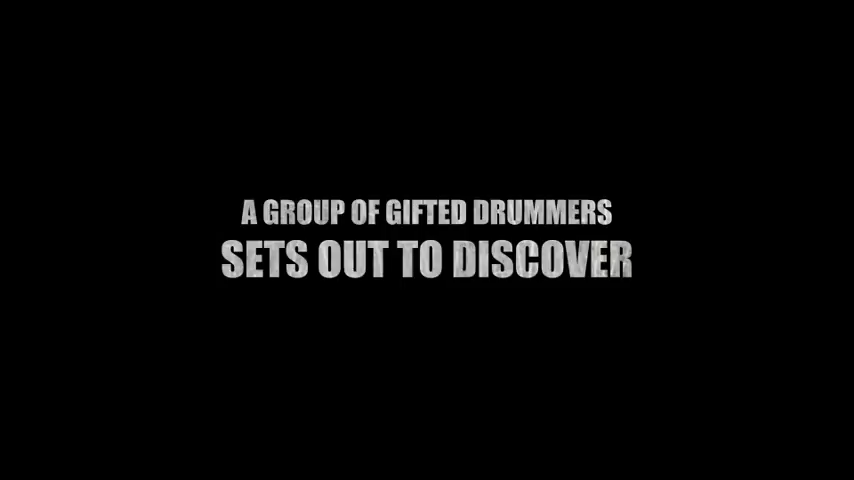 A GROUP OF GIFTED DRUMMERS
SETS OUT TO DISCOVER